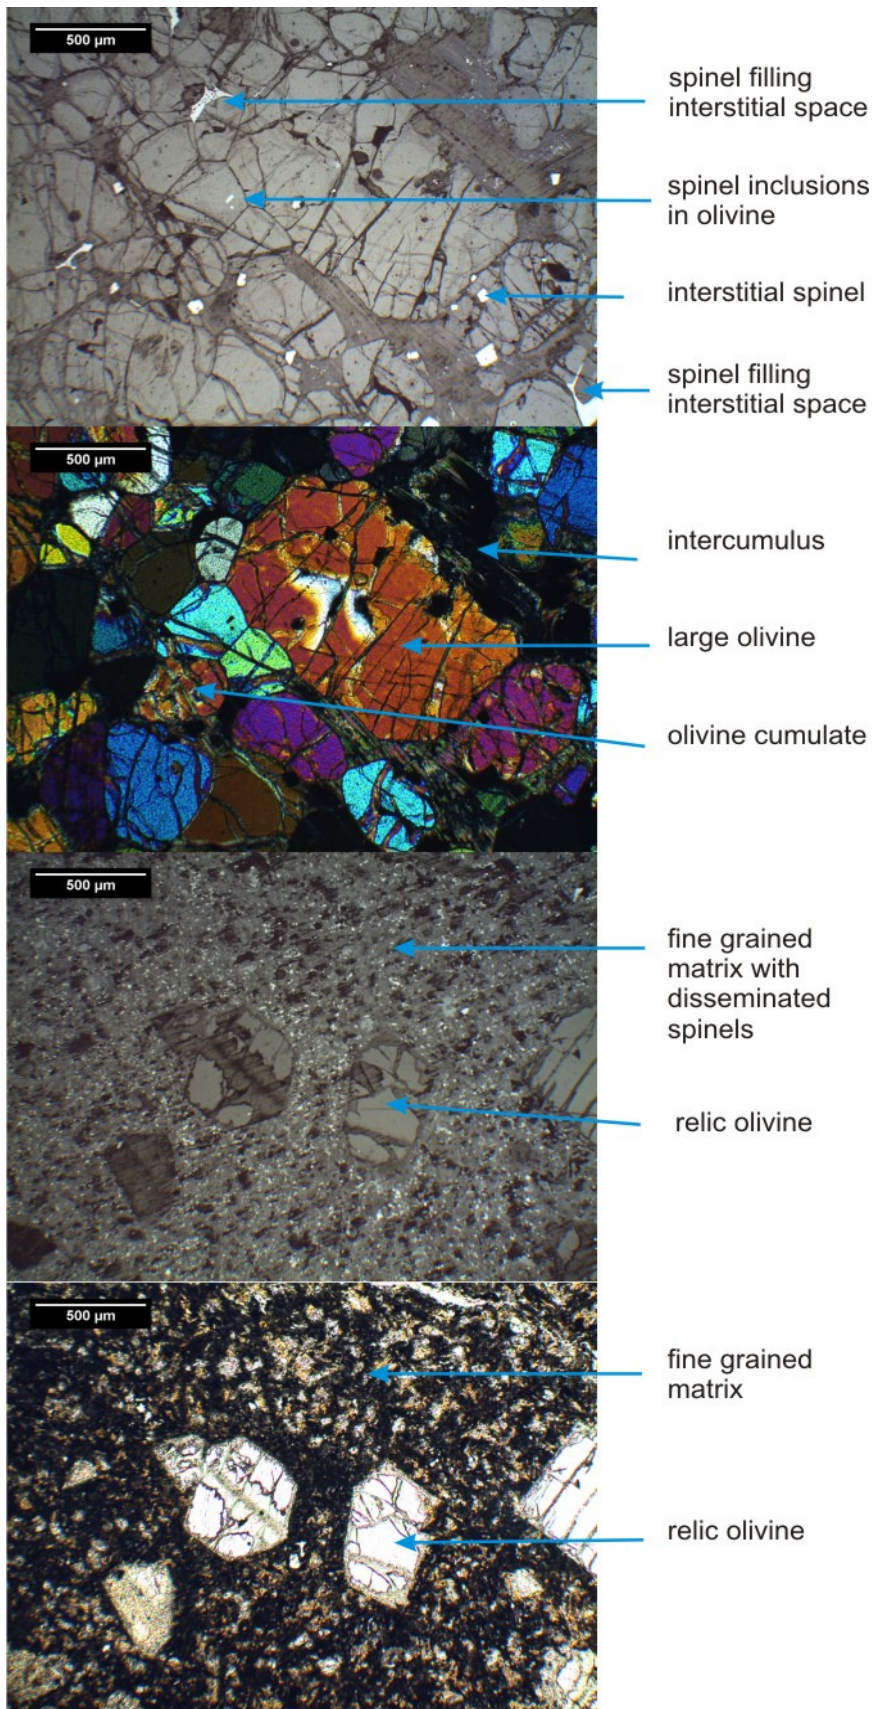 500 µm
spinel filling
interstitial space
spinel inclusions
in olivine
interstitial spinel
spinel filling
interstitial space
500 µm
intercumulus
large olivine
olivine cumulate
500 µm
fine grained
matrix with
disseminated
spinels
relic olivine
500 µm
fine grained
matrix
relic olivine